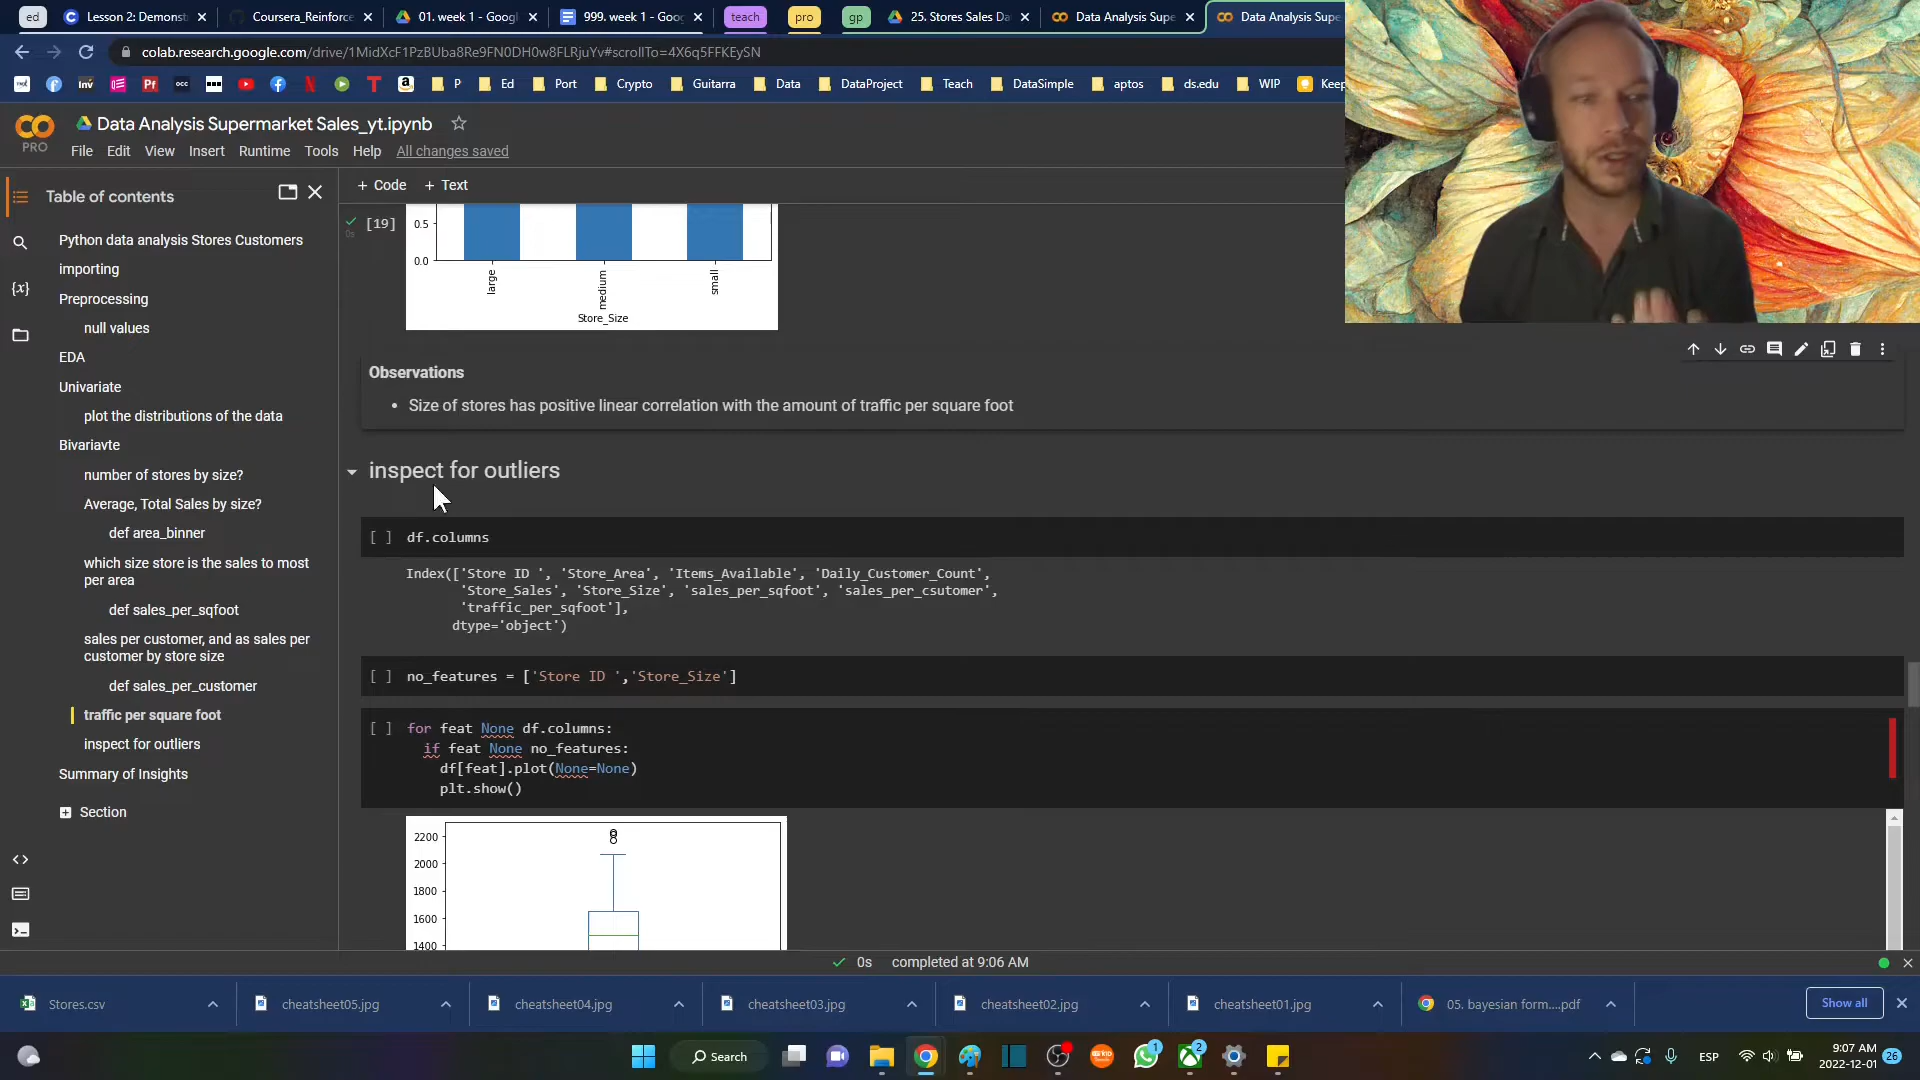 ed
Lesson 2: Demonst
Coursera_Reinforce
01. week 1 - Goog
999. week 1 - Goo
teach
pro
gp
25. Stores Sales Da
Data Analysis Supe
Data Analysis Supe
colab.research.google.com/drive/1MidXcF1PzBUba8Re9FN0DH0w8FLRjuYv#scrollTo=4X6q5FFKEySN
inv
Pf
occ
P
Ed
Port
Crypto
Guitarra
Data
DataProject
Teach
DataSimple
aptos
ds.edu
WIP
Keep
PRO
Data Analysis Supermarket Sales_yt.ipynb
File Edit View Insert Runtime Tools Help All changes saved
Table of contents
+ Code + Text
Python data analysis Stores Customers
importing
Preprocessing
null values
EDA
Univariate
plot the distributions of the data
Bivariavte
number of stores by size?
Average, Total Sales by size?
def area_binner
which size store is the sales to most
per area
def sales_per_sqfoot
sales per customer, and as sales per
customer by store size
def sales_per_customer
traffic per square foot
inspect for outliers
Summary of Insights
Section
{x}
0s
[19]
0.5
0.0
large
medium
small
Store_Size
Observations
• Size of stores has positive linear correlation with the amount of traffic per square foot
inspect for outliers
[ ] df.columns
Index(['Store ID ', 'Store_Area', 'Items_Available', 'Daily_Customer_Count',
'Store_Sales', 'Store_Size', 'sales_per_sqfoot', 'sales_per_csutomer',
'traffic_per_sqfoot'],
dtype='object')
[ ] no_features = ['Store ID ','Store_Size']
[ ] for feat None df.columns:
if feat None no_features:
df[feat].plot(None=None)
plt.show()
2200
2000
1800
1600
1400
0s completed at 9:06 AM
Stores.csv
cheatsheet05.jpg
cheatsheet04.jpg
cheatsheet03.jpg
cheatsheet02.jpg
cheatsheet01.jpg
05. bayesian form....pdf
Show all
Search
1
2
ESP
9:07 AM
2022-12-01
26